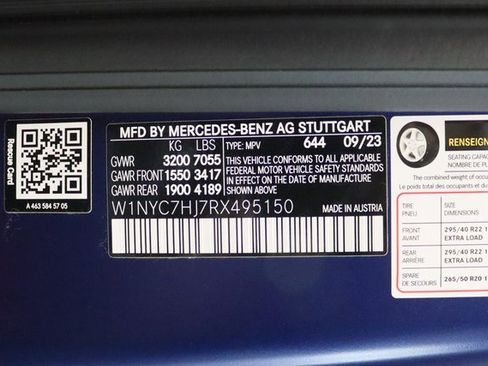 Rescue Card
A 463 584 57 05
MFD BY MERCEDES-BENZ AG STUTTGART
KG LBS TYPE: MPV 644 09/23
GVWR 3200 7055 THIS VEHICLE CONFORMS TO ALL APPLICABLE
GAWR FRONT 1550 3417 FEDERAL MOTOR VEHICLE SAFETY STANDARDS
IN EFFECT ON THE DATE OF MANUFACTURE
GAWR REAR 1900 4189 SHOWN ABOVE
W1NYC7HJ7RX495150 MADE IN AUSTRIA
RENSEIGN
SEATING CAPA
The combined weight of occup
Le poids total des occupants et du
TIRE DIMENSIONS
PNEU
FRONT 295/40 R22 1
AVANT EXTRA LOAD
REAR 295/40 R22 1
ARRIÈRE EXTRA LOAD
SPARE 265/50 R20 1
DE SECOURS